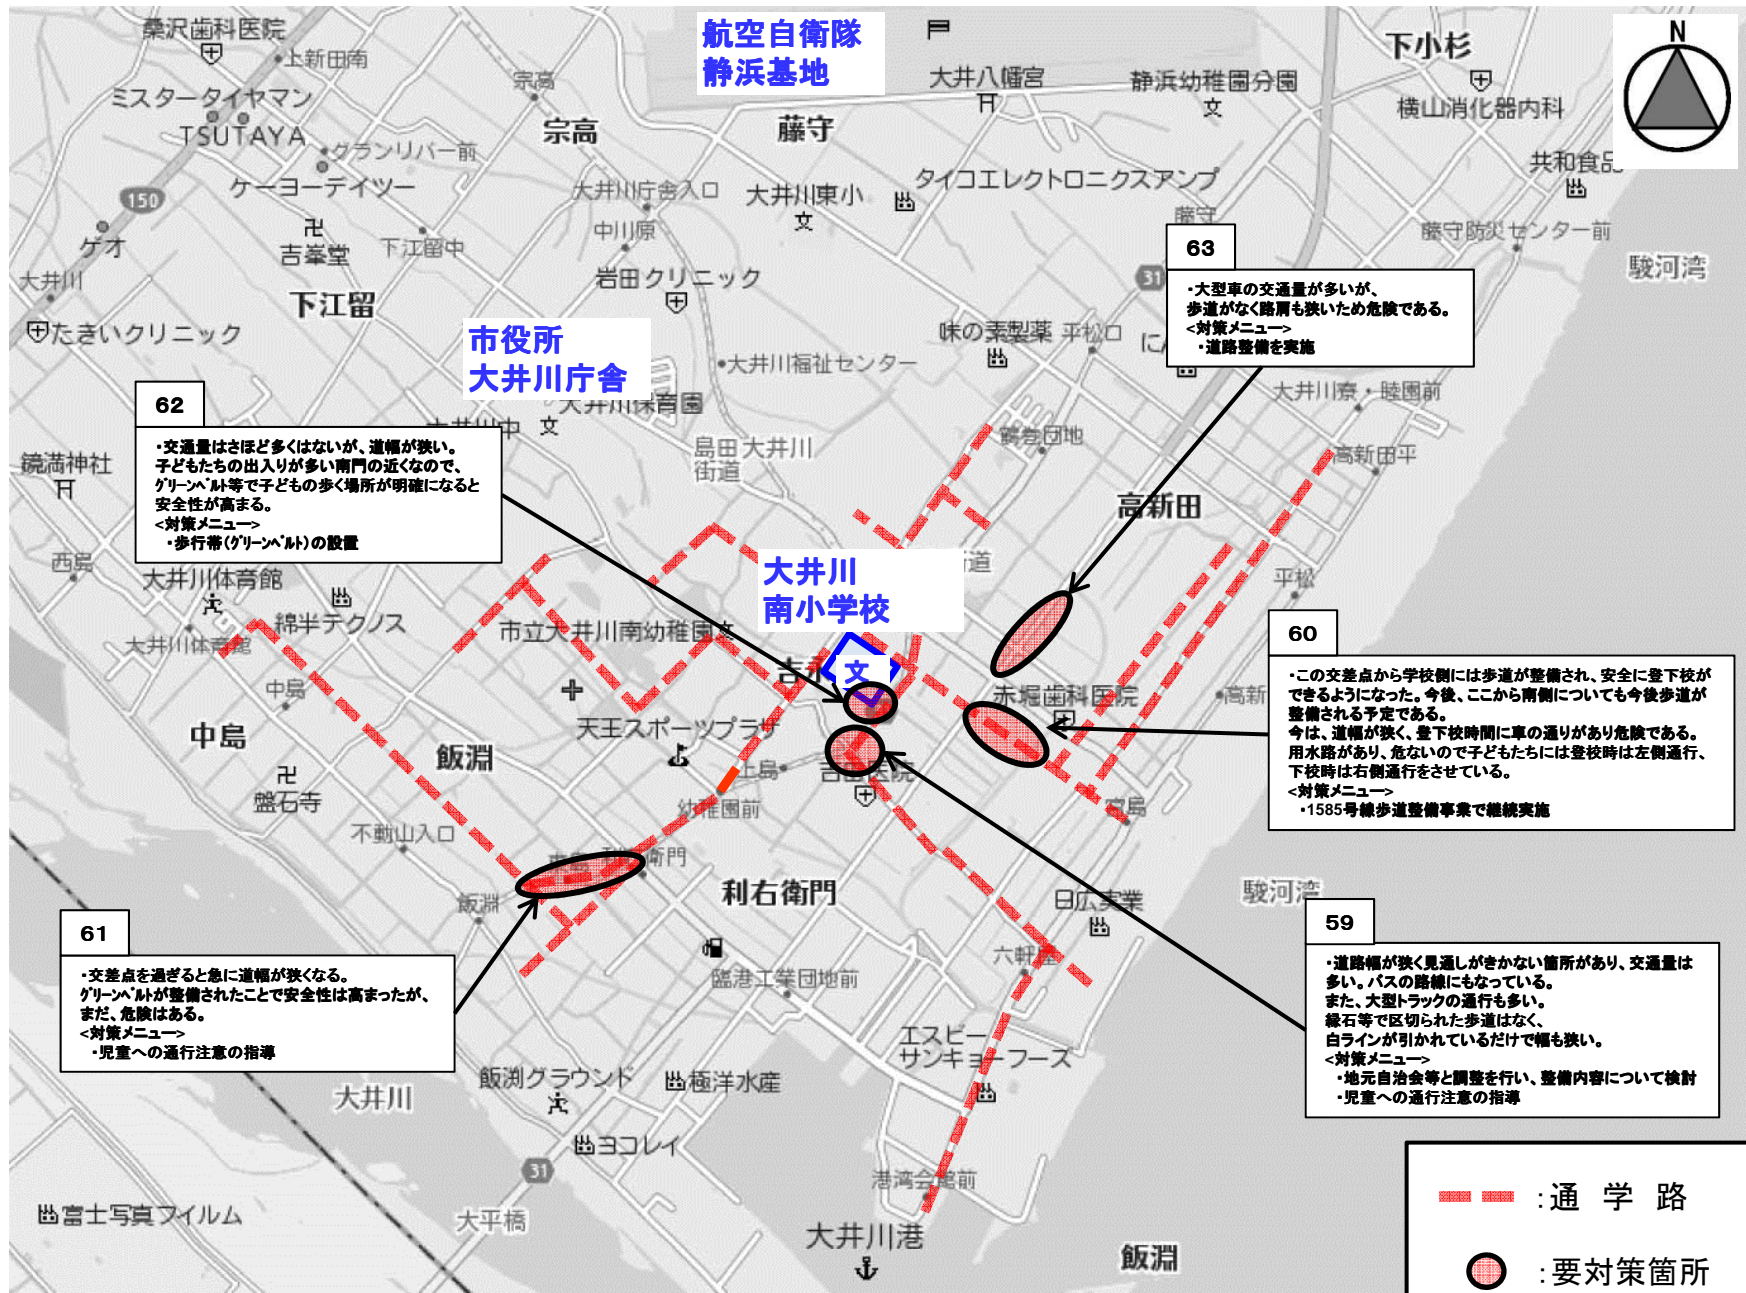 桑沢歯科医院
上新田南
ミスタータイヤマン
TSUTAYA
グランリバー前
ケーヨーデイツー
150
ゲオ
吉峯堂
下江留中
大井川
たきいクリニック
下江留
宗高
宗高
航空自衛隊
静浜基地
藤守
大井八幡宮
静浜幼稚園分園
下小杉
横山消化器内科
N
共和食品
大井川庁舎入口
中川原
大井川東小
文
タイコエレクトロニクスアンプ
藤守
藤守防災センター前
駿河湾
岩田クリニック
31
味の素製薬
平松口
市役所
大井川庁舎
大井川福祉センター
大井川保育園
文
島田大井川
街道
鶴巻団地
大井川寮・睦園前
高新田平
高新田
63
・大型車の交通量が多いが、
歩道がなく路肩も狭いため危険である。
<対策メニュー>
・道路整備を実施
62
・交通量はさほど多くはないが、道幅が狭い。
子どもたちの出入りが多い南門の近くなので、
グリーンベルト等で子どもの歩く場所が明確になると
安全性が高まる。
<対策メニュー>
・歩行帯(グリーンベルト)の設置
鏡満神社
西島
大井川体育館
大井川体育館
綿半テクノス
中島
中島
盤石寺
不動山入口
飯淵
飯淵
市立大井川南幼稚園
文
大井川
南小学校
文
吉永
天王スポーツプラザ
上島
幼稚園前
吉田医院
赤堀歯科医院
平松
高新
宮島
60
・この交差点から学校側には歩道が整備され、安全に登下校が
できるようになった。今後、ここから南側についても今後歩道が
整備される予定である。
今は、道幅が狭く、登下校時間に車の通りがあり危険である。
用水路があり、危ないので子どもたちには登校時は左側通行、
下校時は右側通行をさせている。
<対策メニュー>
・1585号線歩道整備事業で継続実施
利右衛門
臨港工業団地前
日広実業
六軒屋
駿河湾
61
・交差点を過ぎると急に道幅が狭くなる。
グリーンベルトが整備されたことで安全性は高まったが、
まだ、危険はある。
<対策メニュー>
・児童への通行注意の指導
59
・道路幅が狭く見通しがきかない箇所があり、交通量は
多い。バスの路線にもなっている。
また、大型トラックの通行も多い。
縁石等で区切られた歩道はなく、
白ラインが引かれているだけで幅も狭い。
<対策メニュー>
・地元自治会等と調整を行い、整備内容について検討
・児童への通行注意の指導
エスビー
サンキョーフーズ
大井川
飯渕グラウンド
極洋水産
ヨコレイ
31
大平橋
富士写真フイルム
港湾会館前
大井川港
飯淵
:通 学 路
:要対策箇所